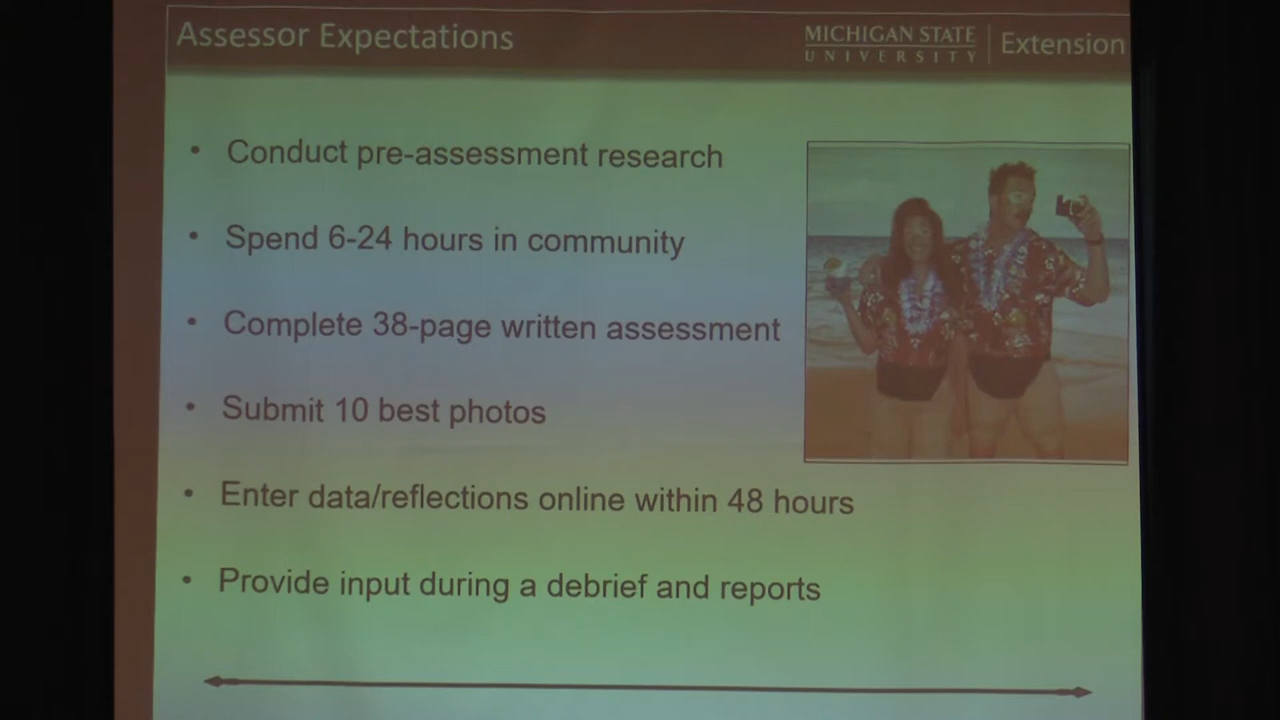 Assessor Expectations
MICHIGAN STATE
UNIVERSITY
Extension
• Conduct pre-assessment research
• Spend 6-24 hours in community
• Complete 38-page written assessment
• Submit 10 best photos
• Enter data/reflections online within 48 hours
• Provide input during a debrief and reports